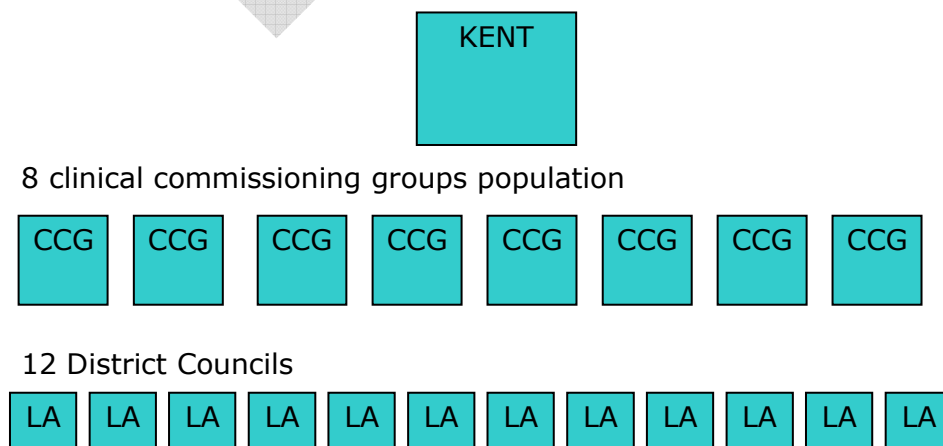 KENT
8 clinical commissioning groups population
CCG CCG CCG CCG CCG CCG CCG CCG
12 District Councils
LA LA LA LA LA LA LA LA LA LA LA LA